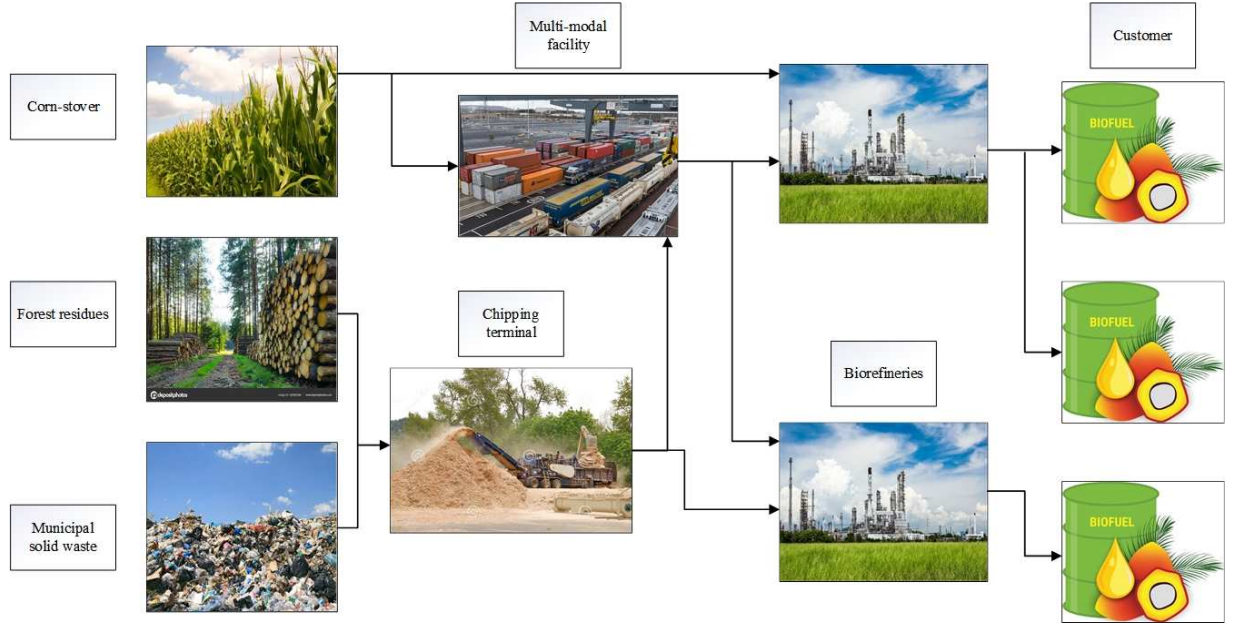 Multi-modal
facility
Customer
Corn-stover
BIOFUEL
Forest residues
Chipping
terminal
BIOFUEL
depositphotos
Biorefineries
Municipal
solid waste
BIOFUEL